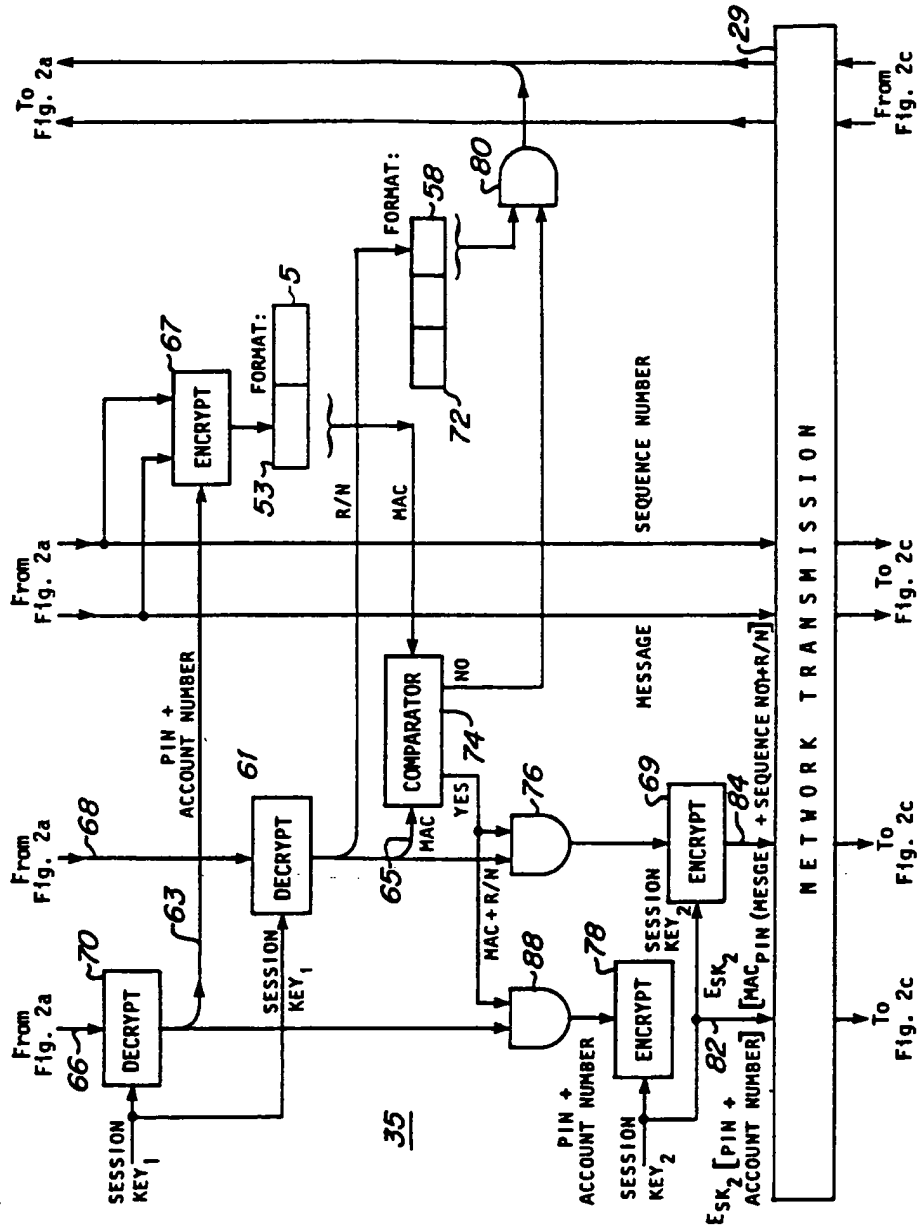 From
Fig. 2a
From
Fig. 2a
From
Fig. 2a
To
Fig. 2a
66
70
DECRYPT
68
63
PIN +
ACCOUNT NUMBER
67
ENCRYPT
SESSION
KEY1
SESSION
KEY1
61
DECRYPT
53
FORMAT:
5
R/N
MAC
FORMAT:
58
72
35
65
MAC
COMPARATOR
YES
NO
74
MAC+R/N
88
76
80
PIN +
ACCOUNT NUMBER
SESSION
KEY2
78
ENCRYPT
SESSION
KEY2
69
ENCRYPT
MESSAGE
SEQUENCE NUMBER
82
84
29
ESK2 [PIN +
ACCOUNT NUMBER]
ESK2
[MACPIN (MESGE + SEQUENCE NO)+R/N]
NETWORK TRANSMISSION
To
Fig. 2c
To
Fig. 2c
To
Fig. 2c
From
Fig. 2c